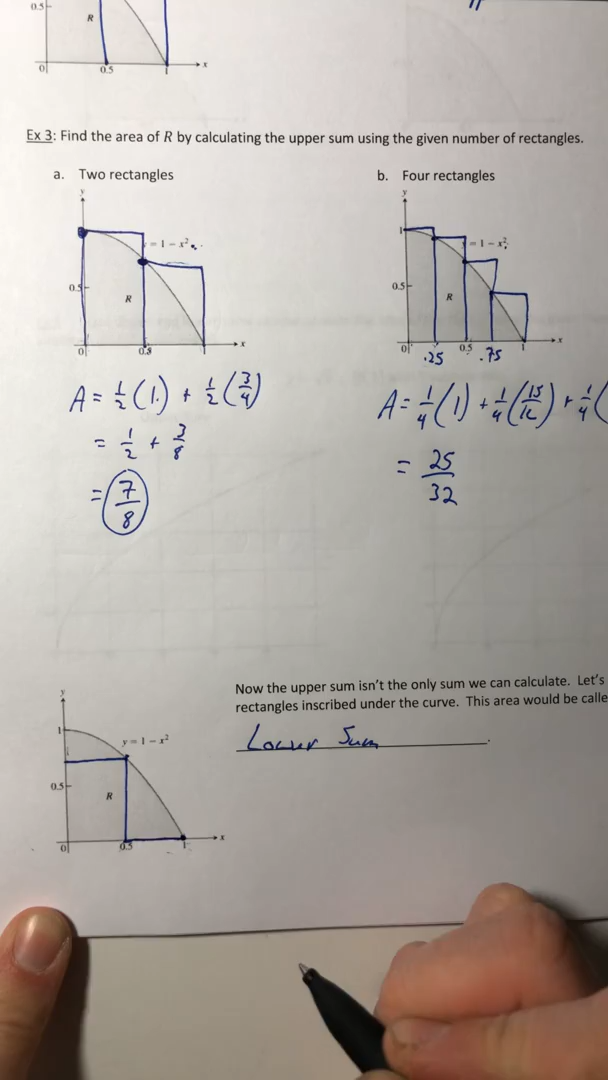 0.5
R
0 0.5 1 x
Ex 3: Find the area of R by calculating the upper sum using the given number of rectangles.
a. Two rectangles
y
= 1 − x²
0.5
R
0 0.5 1 x
A = 1/2 (1) + 1/2 (3/4)
= 1/2 + 3/8
= 7/8
b. Four rectangles
y
1
= 1 − x²
0.5
R
0 .25 0.5 .75 1 x
A = 1/4 (1) + 1/4 (15/16) + 1/4 (
= 25/32
y
1
y = 1 − x²
0.5
R
0 0.5 1 x
Now the upper sum isn't the only sum we can calculate. Let's
rectangles inscribed under the curve. This area would be calle
Lower Sum